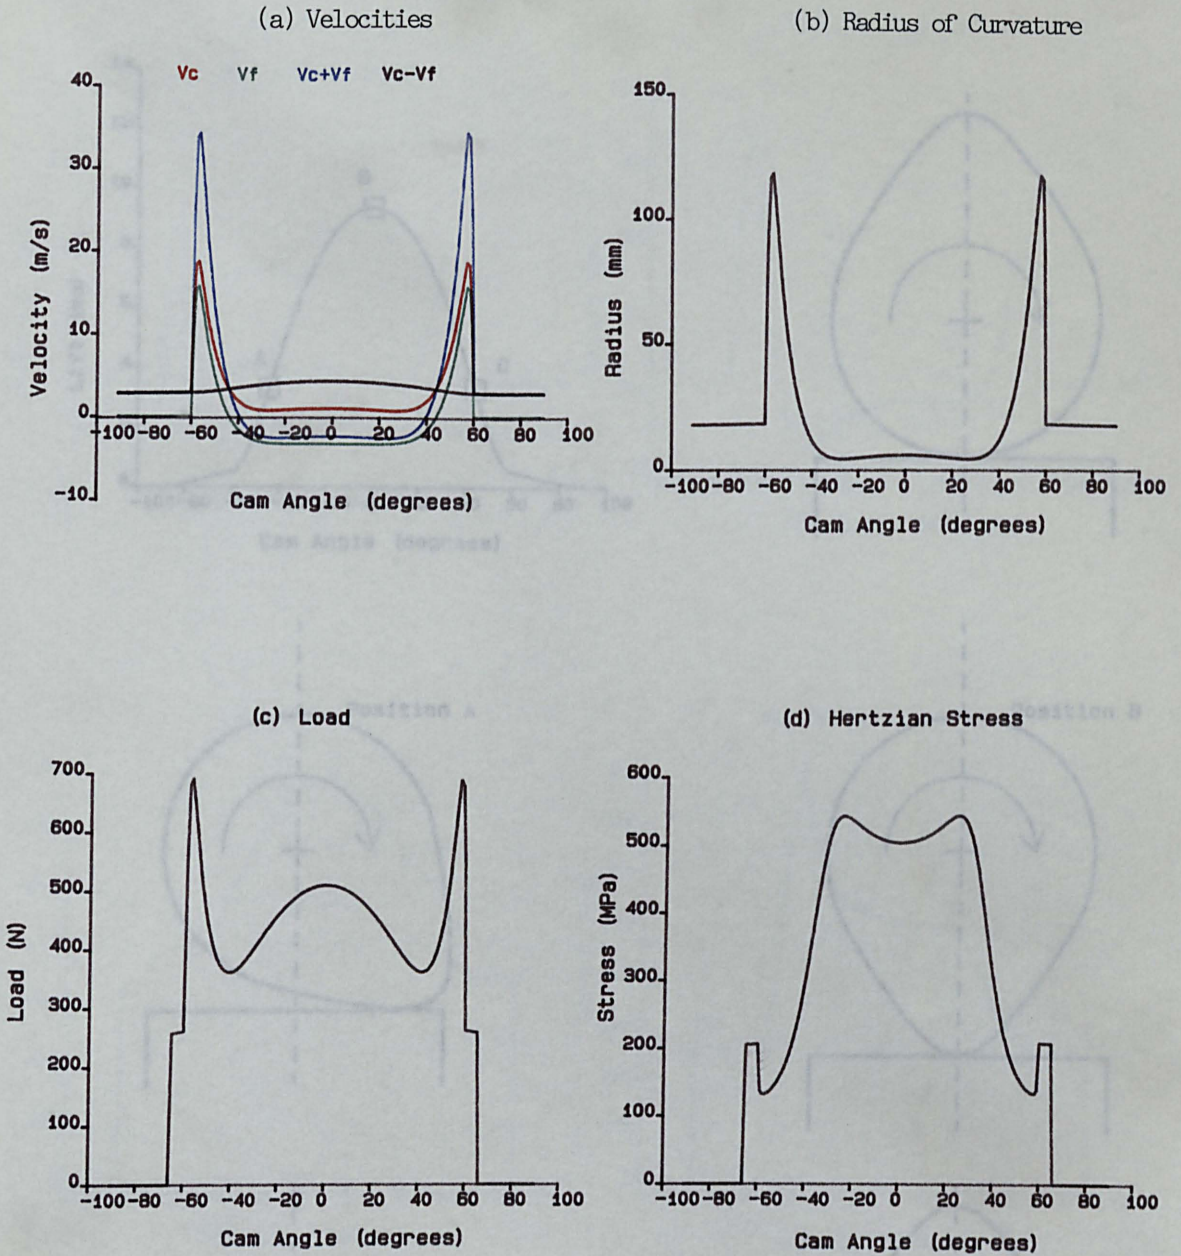 (a) Velocities
Vc Vf Vc+Vf Vc-Vf
40
30
20
10
0
-10
Velocity (m/s)
-100 -80 -60 -40 -20 0 20 40 60 80 100
Cam Angle (degrees)
(b) Radius of Curvature
150
100
50
0
Radius (mm)
-100 -80 -60 -40 -20 0 20 40 60 80 100
Cam Angle (degrees)
(c) Load
700
600
500
400
300
200
100
0
Load (N)
-100 -80 -60 -40 -20 0 20 40 60 80 100
Cam Angle (degrees)
(d) Hertzian Stress
600
500
400
300
200
100
0
Stress (MPa)
-100 -80 -60 -40 -20 0 20 40 60 80 100
Cam Angle (degrees)
Position A
Position B
Cam Angle (degrees)